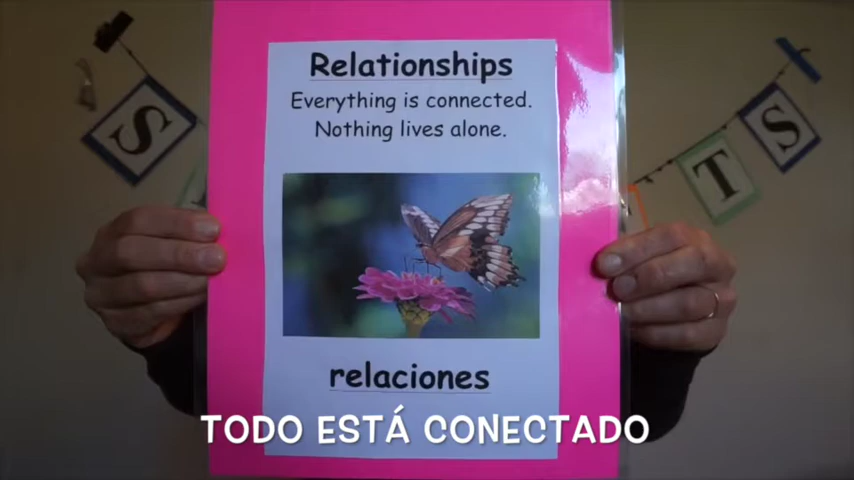 Relationships
Everything is connected.
Nothing lives alone.
S
T S
relaciones
TODO ESTÁ CONECTADO